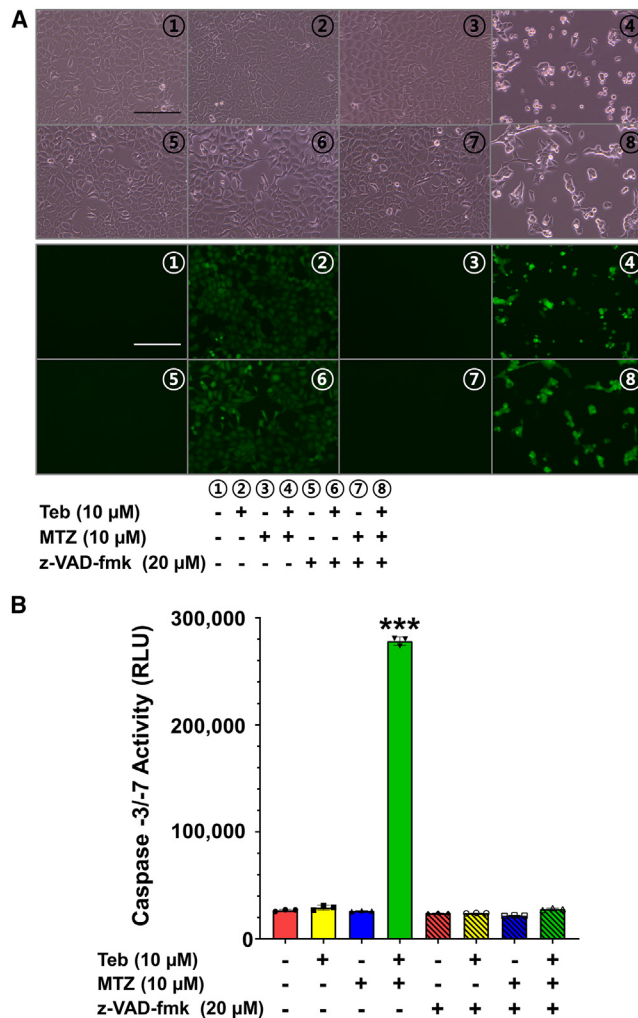 A
① ② ③ ④
⑤ ⑥ ⑦ ⑧
① ② ③ ④
⑤ ⑥ ⑦ ⑧
① ② ③ ④ ⑤ ⑥ ⑦ ⑧
Teb (10 µM) - + - + - + - +
MTZ (10 µM) - - + + - - + +
z-VAD-fmk (20 µM) - - - - + + + +
B
Caspase -3/-7 Activity (RLU)
300,000
200,000
100,000
0
***
Teb (10 µM) - + - + - + - +
MTZ (10 µM) - - + + - - + +
z-VAD-fmk (20 µM) - - - - + + + +